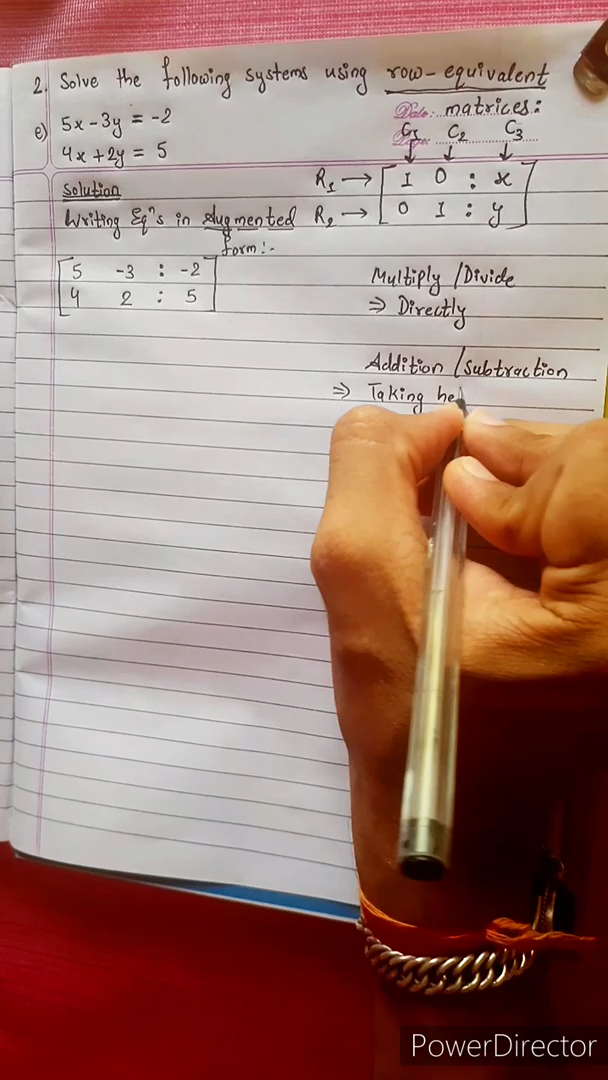 2. Solve the following systems using row-equivalent
Date: matrices:
e) 5x - 3y = -2
4x + 2y = 5
C1 C2 C3
Solution
R1 → [ 1 0 : x ]
Writing Eqⁿs in Augmented
R2 → [ 0 1 : y ]
form:-
[ 5 -3 : -2 ]
[ 4 2 : 5 ]
Multiply / Divide
⇒ Directly
Addition / Subtraction
⇒ Taking he
PowerDirector